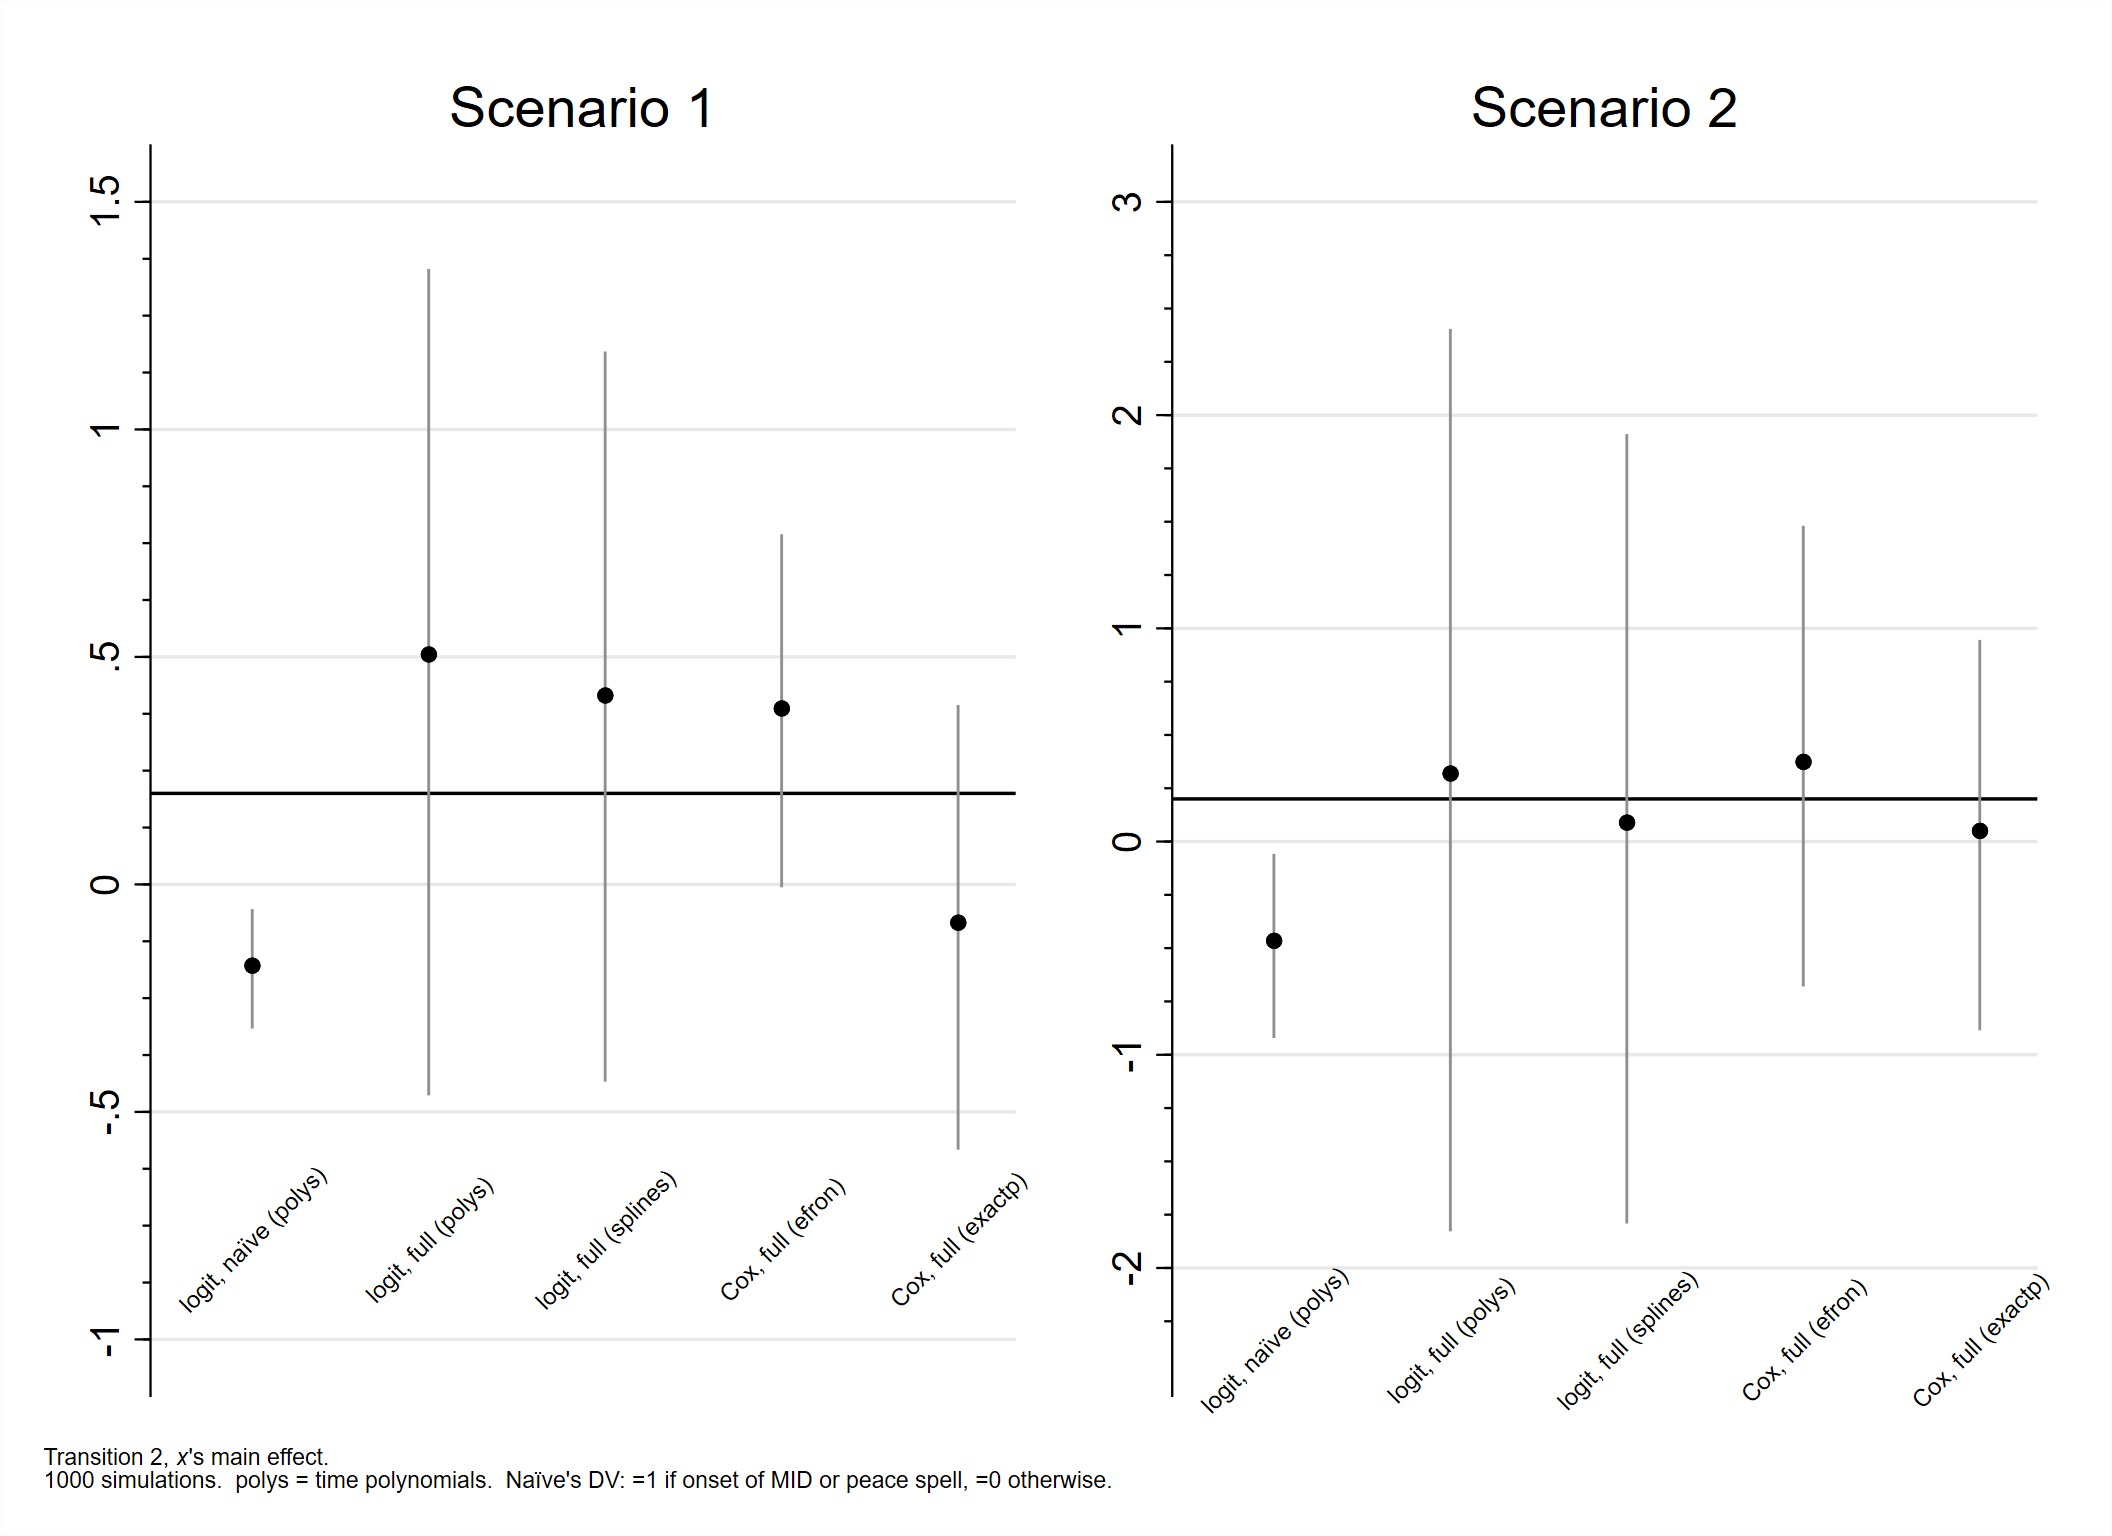 Scenario 1
1.5
1
.5
0
-.5
-1
logit, naïve (polys)
logit, full (polys)
logit, full (splines)
Cox, full (efron)
Cox, full (exactp)
Scenario 2
3
2
1
0
-1
-2
logit, naïve (polys)
logit, full (polys)
logit, full (splines)
Cox, full (efron)
Cox, full (exactp)
Transition 2, x's main effect.
1000 simulations.  polys = time polynomials.  Naïve's DV: =1 if onset of MID or peace spell, =0 otherwise.